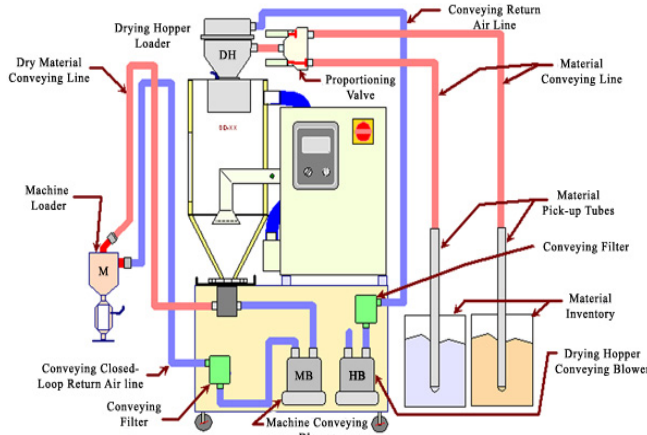 Drying Hopper
Loader
Conveying Return
Air Line
Dry Material
Conveying Line
DH
Proportioning
Valve
Material
Conveying Line
Machine
Loader
M
Material
Pick-up Tubes
Conveying Filter
Material
Inventory
Conveying Closed-
Loop Return Air line
MB
HB
Drying Hopper
Conveying Blower
Conveying
Filter
Machine Conveying